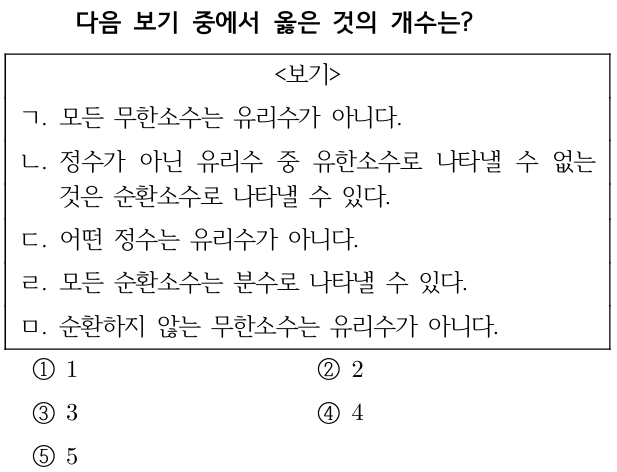 다음 보기 중에서 옳은 것의 개수는?
<보기>
ㄱ. 모든 무한소수는 유리수가 아니다.
ㄴ. 정수가 아닌 유리수 중 유한소수로 나타낼 수 없는
것은 순환소수로 나타낼 수 있다.
ㄷ. 어떤 정수는 유리수가 아니다.
ㄹ. 모든 순환소수는 분수로 나타낼 수 있다.
ㅁ. 순환하지 않는 무한소수는 유리수가 아니다.
① 1 ② 2
③ 3 ④ 4
⑤ 5